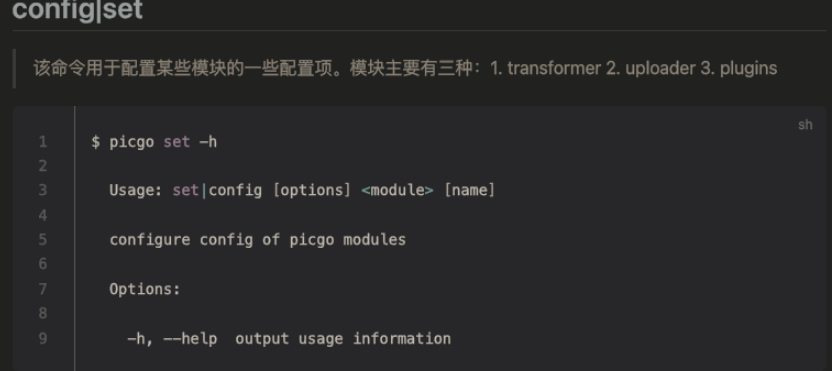 config|set
该命令用于配置某些模块的一些配置项。模块主要有三种：1. transformer 2. uploader 3. plugins
sh
1 $ picgo set -h
2
3 Usage: set|config [options] <module> [name]
4
5 configure config of picgo modules
6
7 Options:
8
9 -h, --help  output usage information